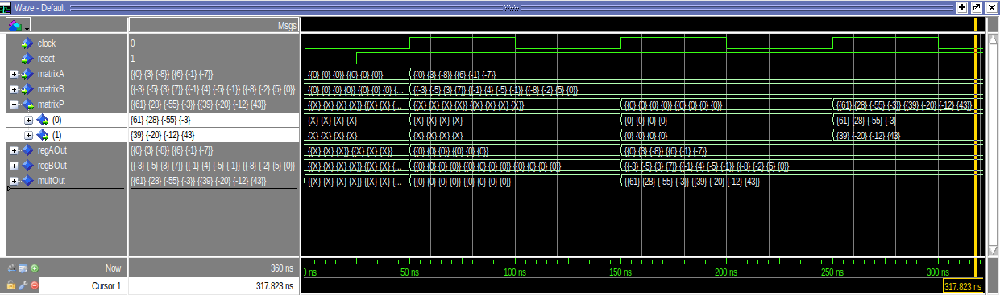 Wave - Default
Msgs
clock 0
reset 1
matrixA {{0} {3} {-8}} {{6} {-1} {-7}} {{0} {0} {0}} {{0} {0} {0}} {{0} {3} {-8}} {{6} {-1} {-7}}
matrixB {{-3} {-5} {3} {7}} {{-1} {4} {-5} {-1}} {{-8} {-2} {5} {0}} {{0} {0} {0} {0}} {{0} {0} {0} {... {{-3} {-5} {3} {7}} {{-1} {4} {-5} {-1}} {{-8} {-2} {5} {0}}
matrixP {{61} {28} {-55} {-3}} {{39} {-20} {-12} {43}} {{X} {X} {X} {X}} {{X} {X} {... {{X} {X} {X} {X}} {{X} {X} {X} {X}} {{0} {0} {0} {0}} {{0} {0} {0} {0}} {{61} {28} {-55} {-3}} {{39} {-20} {-12} {43}}
(0) {61} {28} {-55} {-3} {X} {X} {X} {X} {X} {X} {X} {X} {0} {0} {0} {0} {61} {28} {-55} {-3}
(1) {39} {-20} {-12} {43} {X} {X} {X} {X} {X} {X} {X} {X} {0} {0} {0} {0} {39} {-20} {-12} {43}
regAOut {{0} {3} {-8}} {{6} {-1} {-7}} {{X} {X} {X}} {{X} {X} {X}} {{0} {0} {0}} {{0} {0} {0}} {{0} {3} {-8}} {{6} {-1} {-7}}
regBOut {{-3} {-5} {3} {7}} {{-1} {4} {-5} {-1}} {{-8} {-2} {5} {0}} {{X} {X} {X} {X}} {{X} {X} {... {{0} {0} {0} {0}} {{0} {0} {0} {0}} {{0} {0} {0} {0}} {{-3} {-5} {3} {7}} {{-1} {4} {-5} {-1}} {{-8} {-2} {5} {0}}
multOut {{61} {28} {-55} {-3}} {{39} {-20} {-12} {43}} {{X} {X} {X} {X}} {{X} {X} {... {{0} {0} {0} {0}} {{0} {0} {0} {0}} {{61} {28} {-55} {-3}} {{39} {-20} {-12} {43}}
Now 360 ns 0 ns 50 ns 100 ns 150 ns 200 ns 250 ns 300 ns
Cursor 1 317.823 ns 317.823 ns